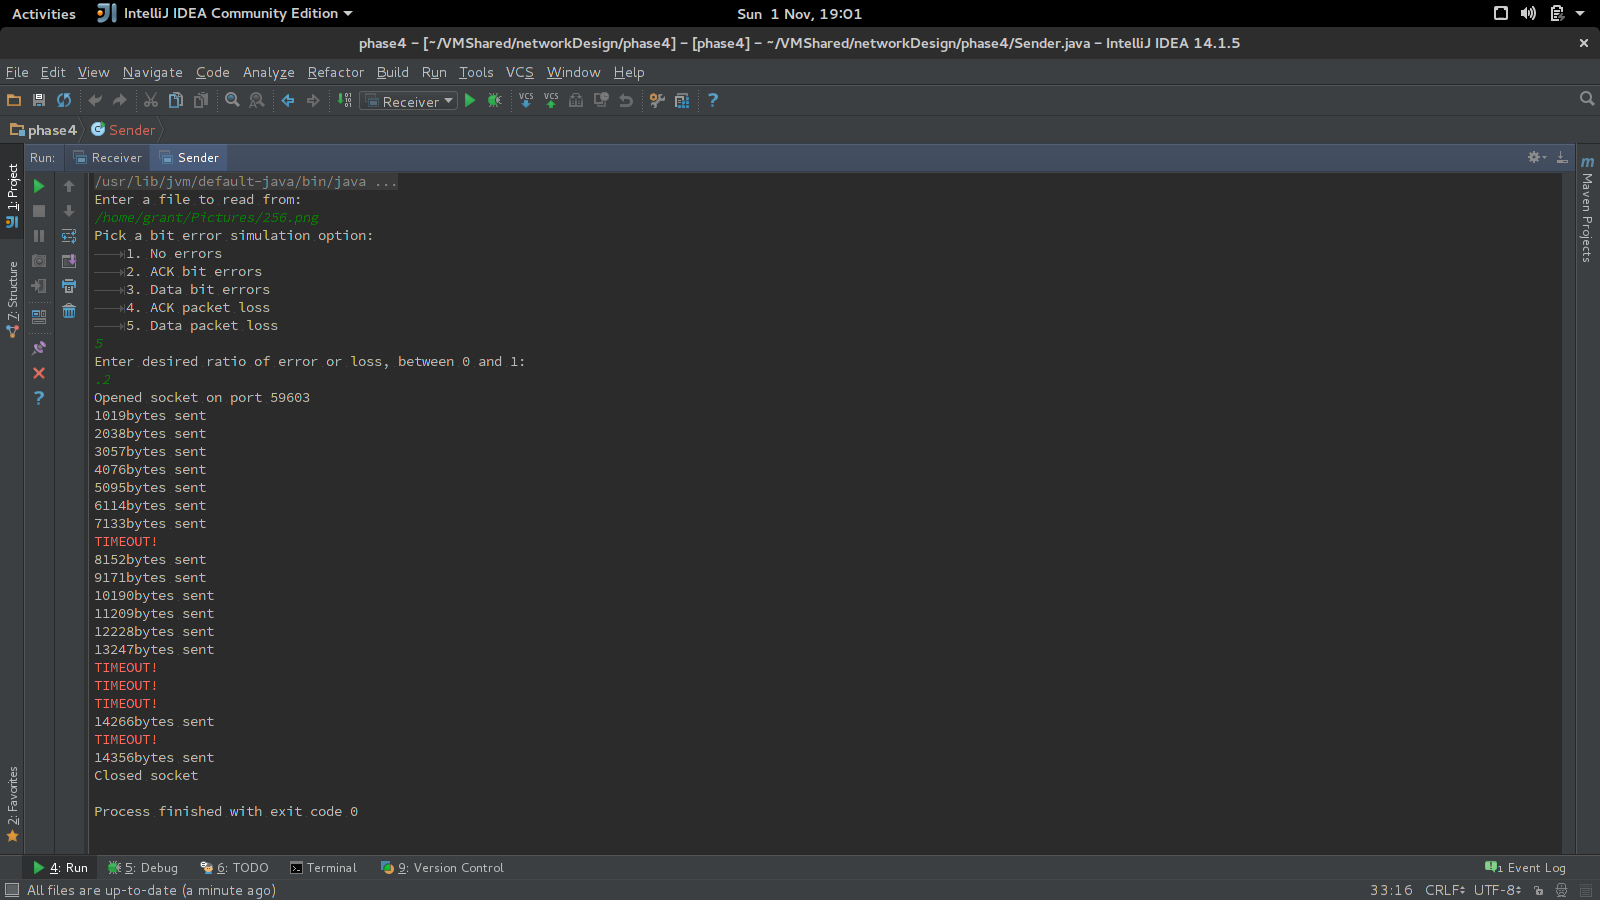 Activities IntelliJ IDEA Community Edition Sun 1 Nov, 19:01
phase4 – [~/VMShared/networkDesign/phase4] – [phase4] – ~/VMShared/networkDesign/phase4/Sender.java – IntelliJ IDEA 14.1.5
File Edit View Navigate Code Analyze Refactor Build Run Tools VCS Window Help
Receiver VCS VCS
phase4 Sender
Run: Receiver Sender
1: Project
7: Structure
2: Favorites
Maven Projects
/usr/lib/jvm/default-java/bin/java ...
Enter a file to read from:
/home/grant/Pictures/256.png
Pick a bit error simulation option:
1. No errors
2. ACK bit errors
3. Data bit errors
4. ACK packet loss
5. Data packet loss
5
Enter desired ratio of error or loss, between 0 and 1:
.2
Opened socket on port 59603
1019bytes sent
2038bytes sent
3057bytes sent
4076bytes sent
5095bytes sent
6114bytes sent
7133bytes sent
TIMEOUT!
8152bytes sent
9171bytes sent
10190bytes sent
11209bytes sent
12228bytes sent
13247bytes sent
TIMEOUT!
TIMEOUT!
TIMEOUT!
14266bytes sent
TIMEOUT!
14356bytes sent
Closed socket
Process finished with exit code 0
4: Run 5: Debug 6: TODO Terminal 9: Version Control 1 Event Log
All files are up-to-date (a minute ago) 33:16 CRLF UTF-8